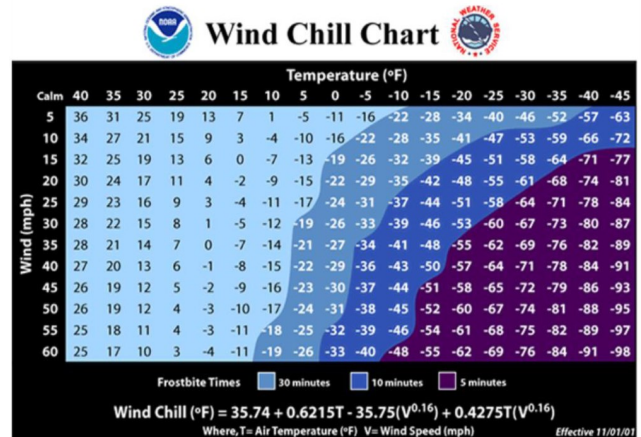 NOAA
Wind Chill Chart
NATIONAL WEATHER SERVICE
Temperature (ºF)
Calm 40 35 30 25 20 15 10 5 0 -5 -10 -15 -20 -25 -30 -35 -40 -45
5 36 31 25 19 13 7 1 -5 -11 -16 -22 -28 -34 -40 -46 -52 -57 -63
10 34 27 21 15 9 3 -4 -10 -16 -22 -28 -35 -41 -47 -53 -59 -66 -72
15 32 25 19 13 6 0 -7 -13 -19 -26 -32 -39 -45 -51 -58 -64 -71 -77
20 30 24 17 11 4 -2 -9 -15 -22 -29 -35 -42 -48 -55 -61 -68 -74 -81
25 29 23 16 9 3 -4 -11 -17 -24 -31 -37 -44 -51 -58 -64 -71 -78 -84
30 28 22 15 8 1 -5 -12 -19 -26 -33 -39 -46 -53 -60 -67 -73 -80 -87
35 28 21 14 7 0 -7 -14 -21 -27 -34 -41 -48 -55 -62 -69 -76 -82 -89
40 27 20 13 6 -1 -8 -15 -22 -29 -36 -43 -50 -57 -64 -71 -78 -84 -91
45 26 19 12 5 -2 -9 -16 -23 -30 -37 -44 -51 -58 -65 -72 -79 -86 -93
50 26 19 12 4 -3 -10 -17 -24 -31 -38 -45 -52 -60 -67 -74 -81 -88 -95
55 25 18 11 4 -3 -11 -18 -25 -32 -39 -46 -54 -61 -68 -75 -82 -89 -97
60 25 17 10 3 -4 -11 -19 -26 -33 -40 -48 -55 -62 -69 -76 -84 -91 -98
Wind (mph)
Frostbite Times 30 minutes 10 minutes 5 minutes
Wind Chill (ºF) = 35.74 + 0.6215T - 35.75(V^0.16) + 0.4275T(V^0.16)
Where, T= Air Temperature (ºF) V= Wind Speed (mph) Effective 11/01/01